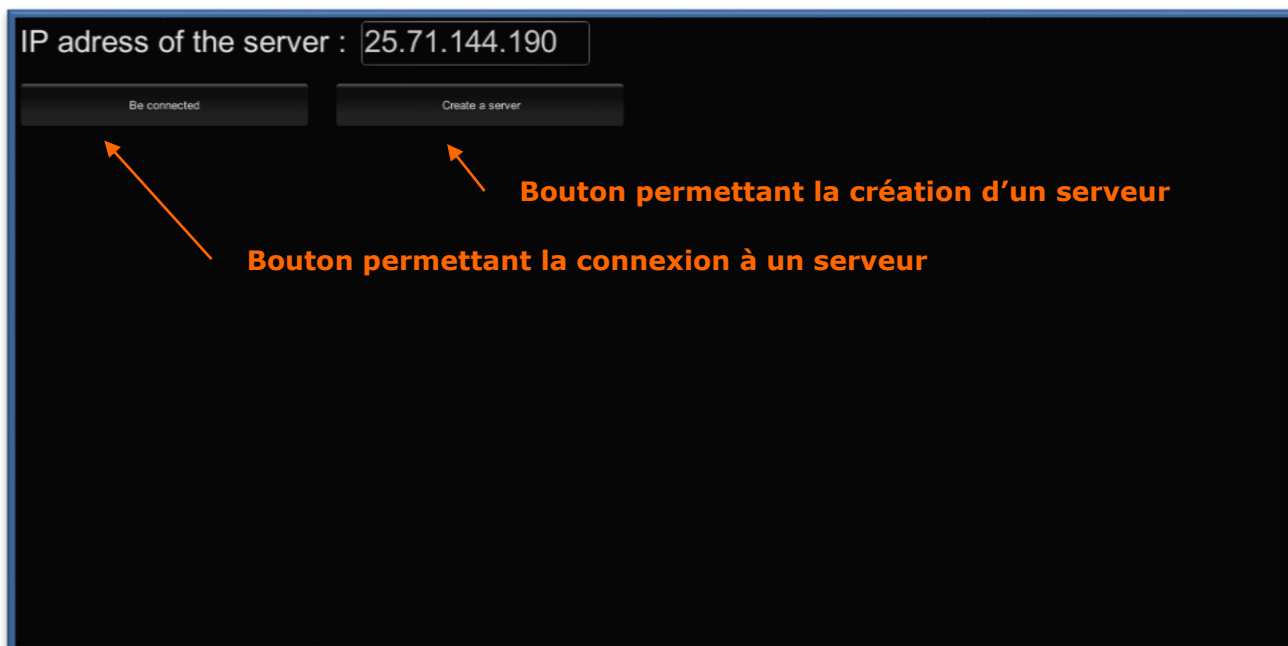 IP adress of the server : 25.71.144.190
Be connected
Create a server
Bouton permettant la création d’un serveur
Bouton permettant la connexion à un serveur